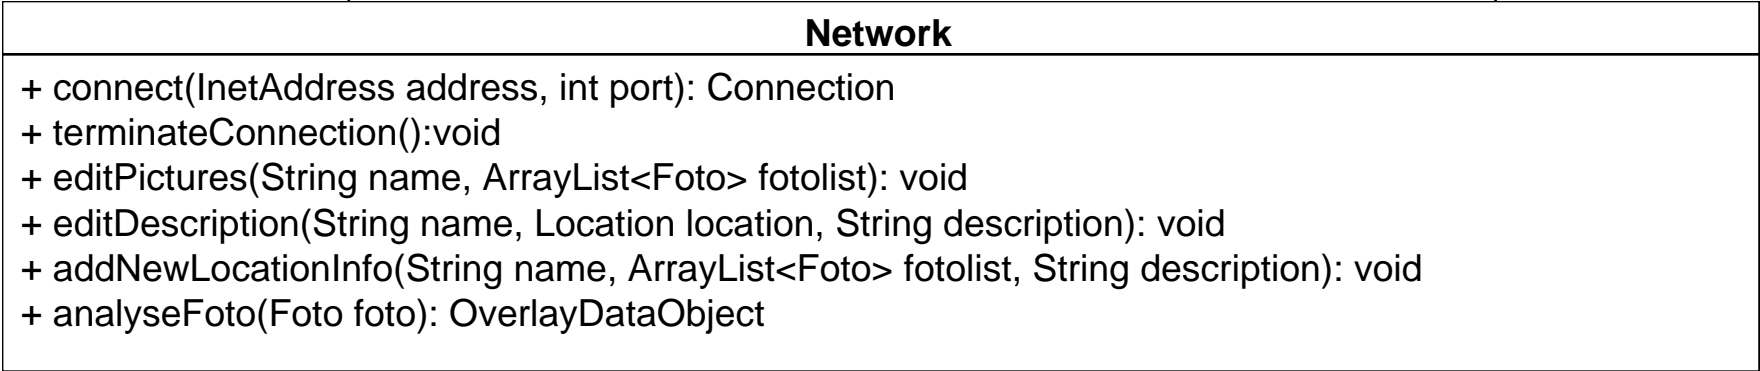 Network
+ connect(InetAddress address, int port): Connection
+ terminateConnection():void
+ editPictures(String name, ArrayList<Foto> fotolist): void
+ editDescription(String name, Location location, String description): void
+ addNewLocationInfo(String name, ArrayList<Foto> fotolist, String description): void
+ analyseFoto(Foto foto): OverlayDataObject